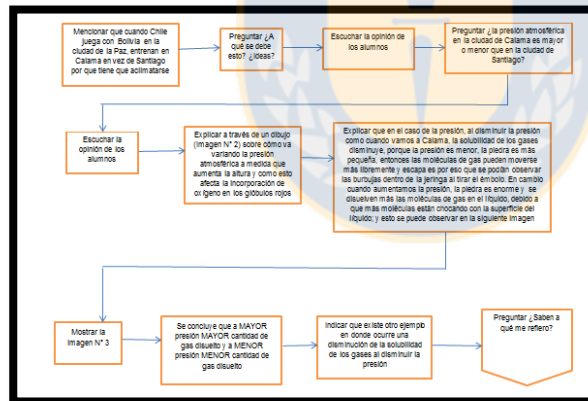 Mencionar que cuando Chile
juega con Bolivia en la
ciudad de la Paz, entrenan en
Calama en vez de Santiago
por que tiene que aclimatarse
Preguntar ¿A
qué se debe
esto? ¿Ideas?
Escuchar la opinión de
los alumnos
Preguntar ¿la presión atmosférica
en la ciudad de Calama es mayor
o menor que en la ciudad de
Santiago?
Escuchar la
opinión de los
alumnos
Explicar a través de un dibujo
(Imagen N° 2) sobre cómo va
variando la presión
atmosférica a medida que
aumenta la altura y como esto
afecta la incorporación de
oxígeno en los glóbulos rojos
Explicar que en el caso de la presión, al disminuir la presión
como cuando vamos a Calama, la solubilidad de los gases
disminuye, porque la presión es menor, la piedra es más
pequeña, entonces las moléculas de gas pueden moverse
más libremente y escapa es por eso que se podían observar
las burbujas dentro de la jeringa al tirar el émbolo. En cambio
cuando aumentamos la presión, la piedra es enorme y se
disuelven más las moléculas de gas en el líquido, debido a
que más moléculas están chocando con la superficie del
líquido; y esto se puede observar en la siguiente imagen
Mostrar la
Imagen N° 3
Se concluye que a MAYOR
presión MAYOR cantidad de
gas disuelto y a MENOR
presión MENOR cantidad de
gas disuelto
Indicar que existe otro ejemplo
en donde ocurre una
disminución de la solubilidad
de los gases al disminuir la
presión
Preguntar ¿Saben a
qué me refiero?